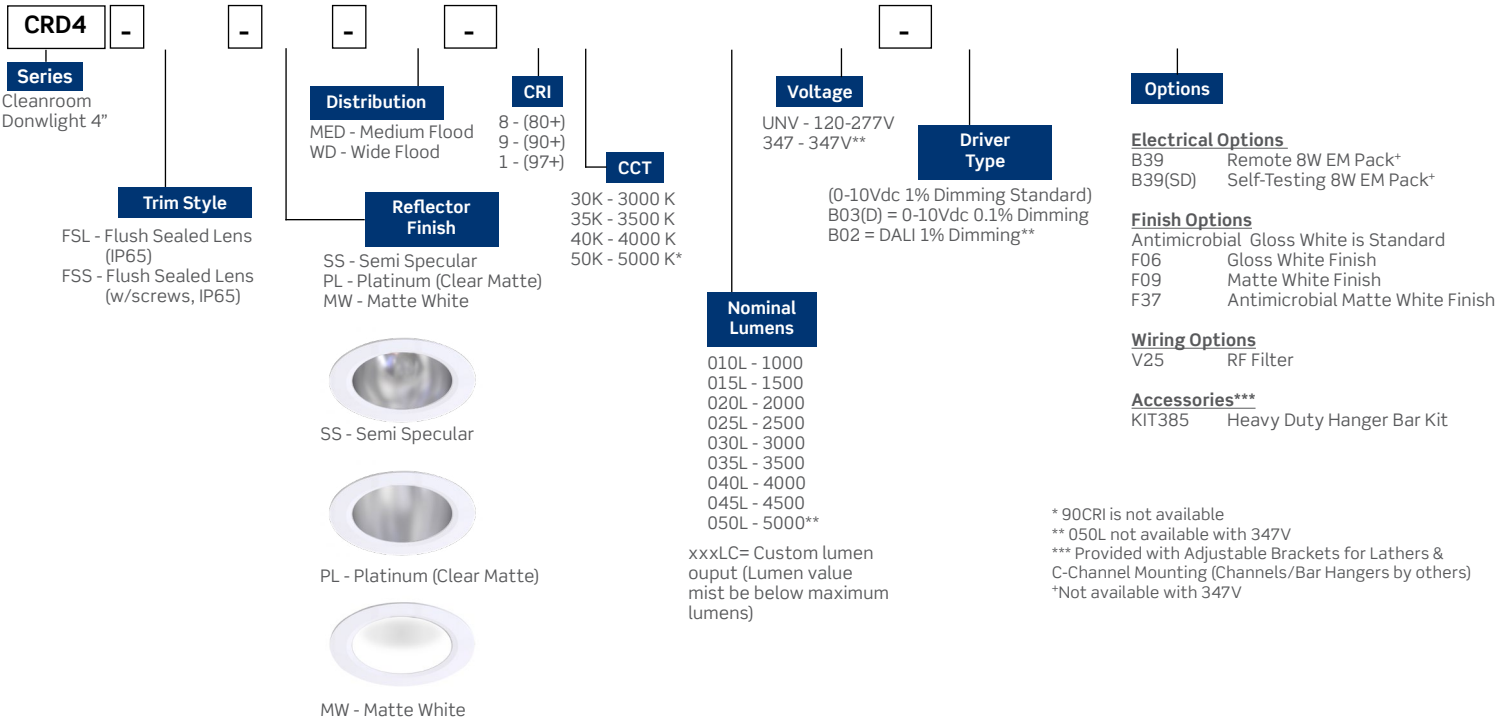 CRD4 - - - - -
Series
Cleanroom
Donwlight 4”
Trim Style
FSL - Flush Sealed Lens
(IP65)
FSS - Flush Sealed Lens
(w/screws, IP65)
Reflector
Finish
SS - Semi Specular
PL - Platinum (Clear Matte)
MW - Matte White
SS - Semi Specular
PL - Platinum (Clear Matte)
MW - Matte White
Distribution
MED - Medium Flood
WD - Wide Flood
CRI
8 - (80+)
9 - (90+)
1 - (97+)
CCT
30K - 3000 K
35K - 3500 K
40K - 4000 K
50K - 5000 K*
Nominal
Lumens
010L - 1000
015L - 1500
020L - 2000
025L - 2500
030L - 3000
035L - 3500
040L - 4000
045L - 4500
050L - 5000**
xxxLC= Custom lumen
ouput (Lumen value
mist be below maximum
lumens)
Voltage
UNV - 120-277V
347 - 347V**
Driver
Type
(0-10Vdc 1% Dimming Standard)
B03(D) = 0-10Vdc 0.1% Dimming
B02 = DALI 1% Dimming**
Options
Electrical Options
B39 Remote 8W EM Pack+
B39(SD) Self-Testing 8W EM Pack+
Finish Options
Antimicrobial Gloss White is Standard
F06 Gloss White Finish
F09 Matte White Finish
F37 Antimicrobial Matte White Finish
Wiring Options
V25 RF Filter
Accessories***
KIT385 Heavy Duty Hanger Bar Kit
* 90CRI is not available
** 050L not available with 347V
*** Provided with Adjustable Brackets for Lathers &
C-Channel Mounting (Channels/Bar Hangers by others)
+Not available with 347V